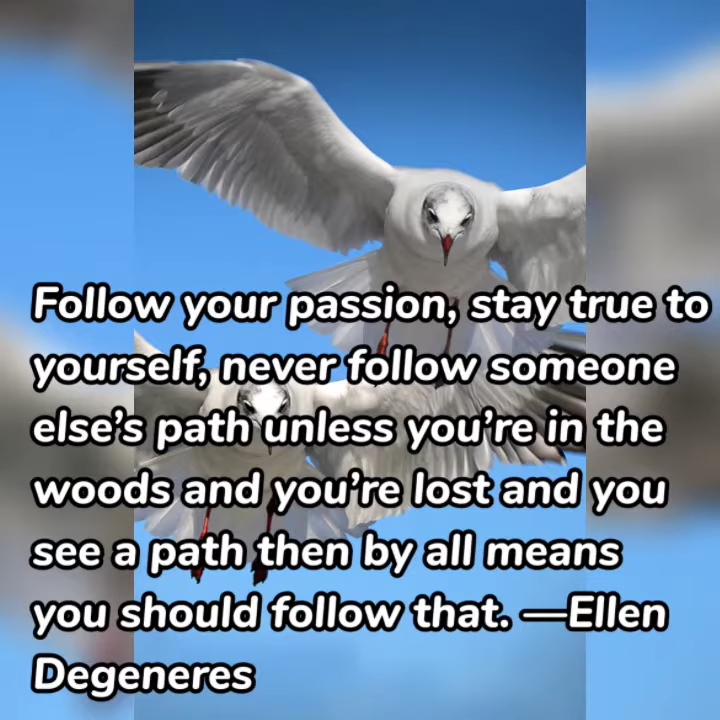 Follow your passion, stay true to
yourself, never follow someone
else’s path unless you’re in the
woods and you’re lost and you
see a path then by all means
you should follow that. —Ellen
Degeneres